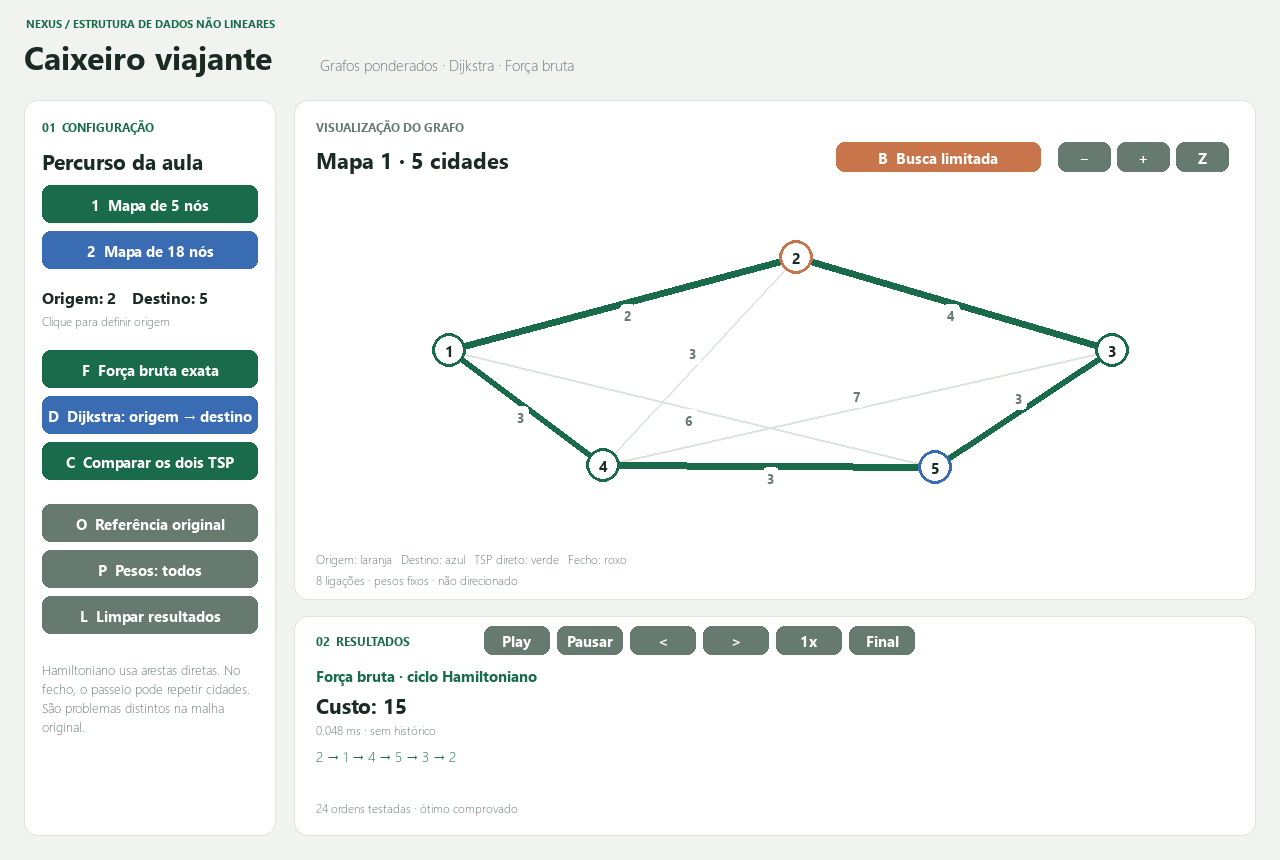 NEXUS / ESTRUTURA DE DADOS NÃO LINEARES
Caixeiro viajante
Grafos ponderados · Dijkstra · Força bruta
01 CONFIGURAÇÃO
Percurso da aula
1 Mapa de 5 nós
2 Mapa de 18 nós
Origem: 2 Destino: 5
Clique para definir origem
F Força bruta exata
D Dijkstra: origem → destino
C Comparar os dois TSP
O Referência original
P Pesos: todos
L Limpar resultados
Hamiltoniano usa arestas diretas. No
fecho, o passeio pode repetir cidades.
São problemas distintos na malha
original.
VISUALIZAÇÃO DO GRAFO
Mapa 1 · 5 cidades
B Busca limitada
–
+
Z
2
2
4
1
3
3
7
3
3
6
4
5
3
Origem: laranja Destino: azul TSP direto: verde Fecho: roxo
8 ligações · pesos fixos · não direcionado
02 RESULTADOS
Play
Pausar
<
>
1x
Final
Força bruta · ciclo Hamiltoniano
Custo: 15
0.048 ms · sem histórico
2 → 1 → 4 → 5 → 3 → 2
24 ordens testadas · ótimo comprovado